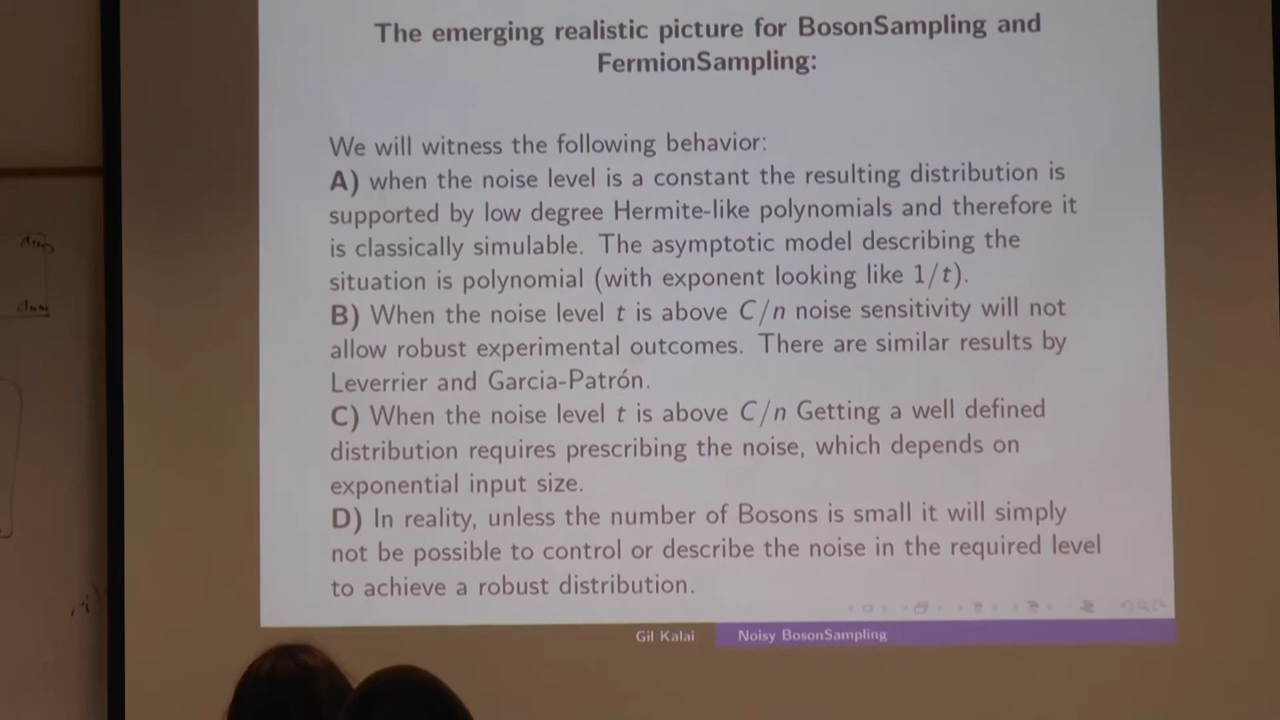 The emerging realistic picture for BosonSampling and
FermionSampling:
We will witness the following behavior:
A) when the noise level is a constant the resulting distribution is
supported by low degree Hermite-like polynomials and therefore it
is classically simulable. The asymptotic model describing the
situation is polynomial (with exponent looking like 1/t).
B) When the noise level t is above C/n noise sensitivity will not
allow robust experimental outcomes. There are similar results by
Leverrier and Garcia-Patrón.
C) When the noise level t is above C/n Getting a well defined
distribution requires prescribing the noise, which depends on
exponential input size.
D) In reality, unless the number of Bosons is small it will simply
not be possible to control or describe the noise in the required level
to achieve a robust distribution.
Gil Kalai Noisy BosonSampling